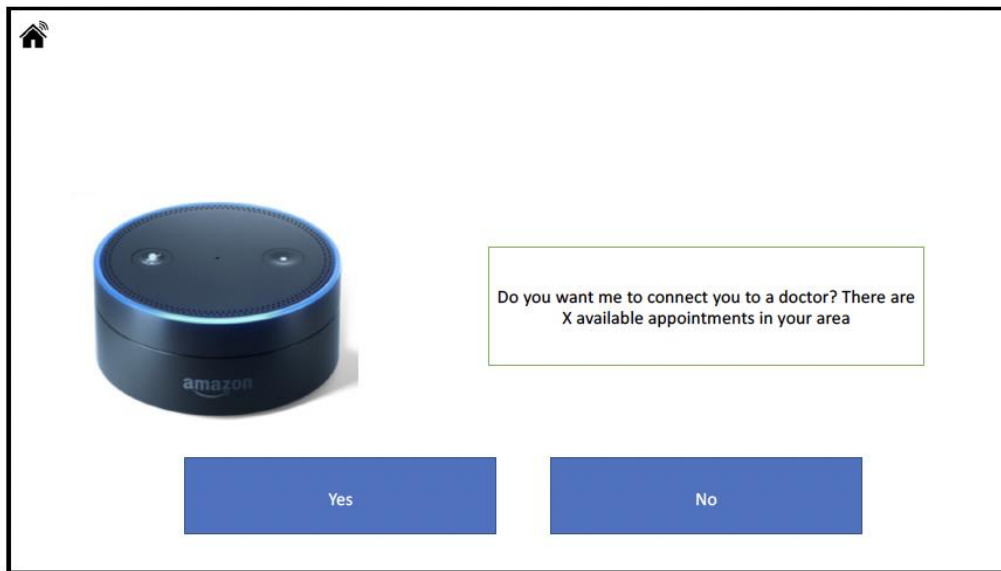 Do you want me to connect you to a doctor? There are
X available appointments in your area
amazon
Yes
No